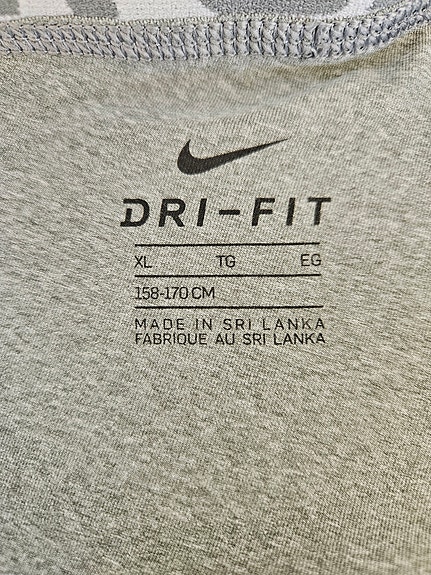 DRI-FIT
XL TG EG
158-170 CM
MADE IN SRI LANKA
FABRIQUE AU SRI LANKA